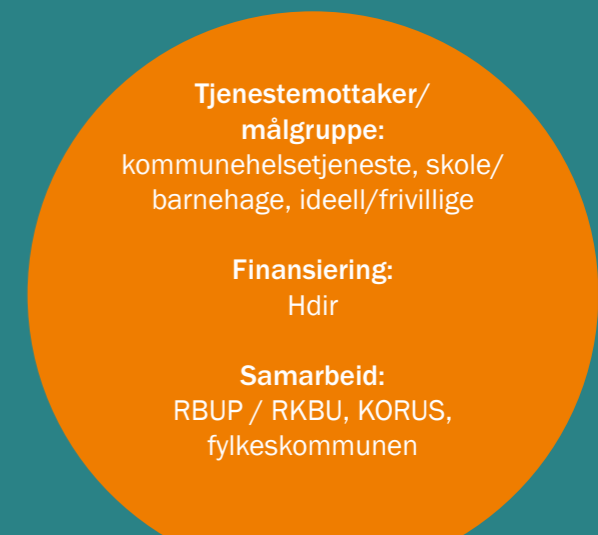 Tjenestemottaker/
målgruppe:
kommunehelsetjeneste, skole/
barnehage, ideell/frivillige
Finansiering:
Hdir
Samarbeid:
RBUP / RKBU, KORUS,
fylkeskommunen